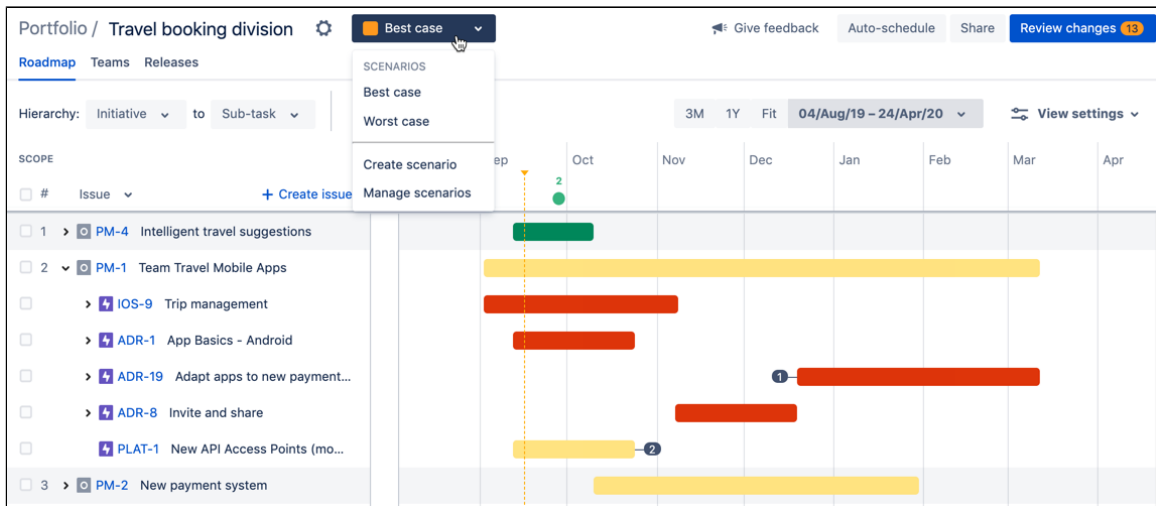 Portfolio / Travel booking division Best case Give feedback Auto-schedule Share Review changes 13
Roadmap Teams Releases
SCENARIOS
Best case
Worst case
Create scenario
Manage scenarios
Hierarchy: Initiative to Sub-task 3M 1Y Fit 04/Aug/19 – 24/Apr/20 View settings
SCOPE ep Oct Nov Dec Jan Feb Mar Apr
# Issue + Create issue 2
1 PM-4 Intelligent travel suggestions
2 PM-1 Team Travel Mobile Apps
IOS-9 Trip management
ADR-1 App Basics - Android
ADR-19 Adapt apps to new payment... 1
ADR-8 Invite and share
PLAT-1 New API Access Points (mo... 2
3 PM-2 New payment system